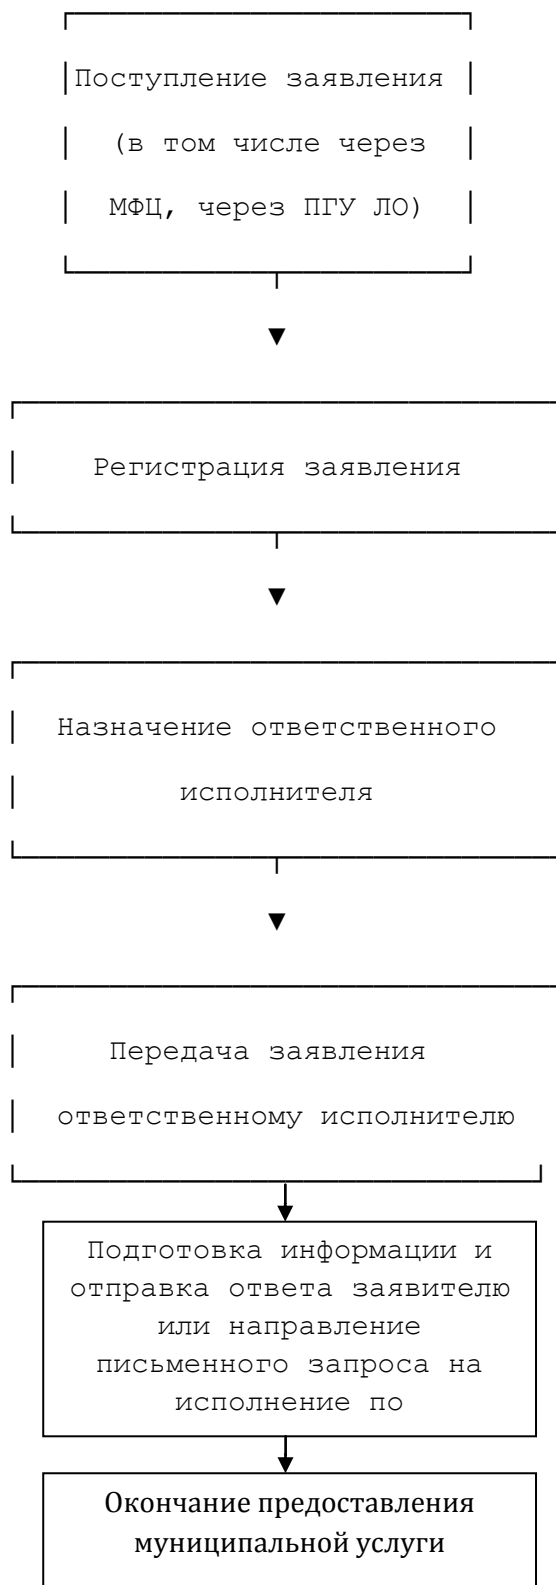 Поступление заявления
(в том числе через
МФЦ, через ПГУ ЛО)
Регистрация заявления
Назначение ответственного
исполнителя
Передача заявления
ответственному исполнителю
Подготовка информации и
отправка ответа заявителю
или направление
письменного запроса на
исполнение по
Окончание предоставления
муниципальной услуги